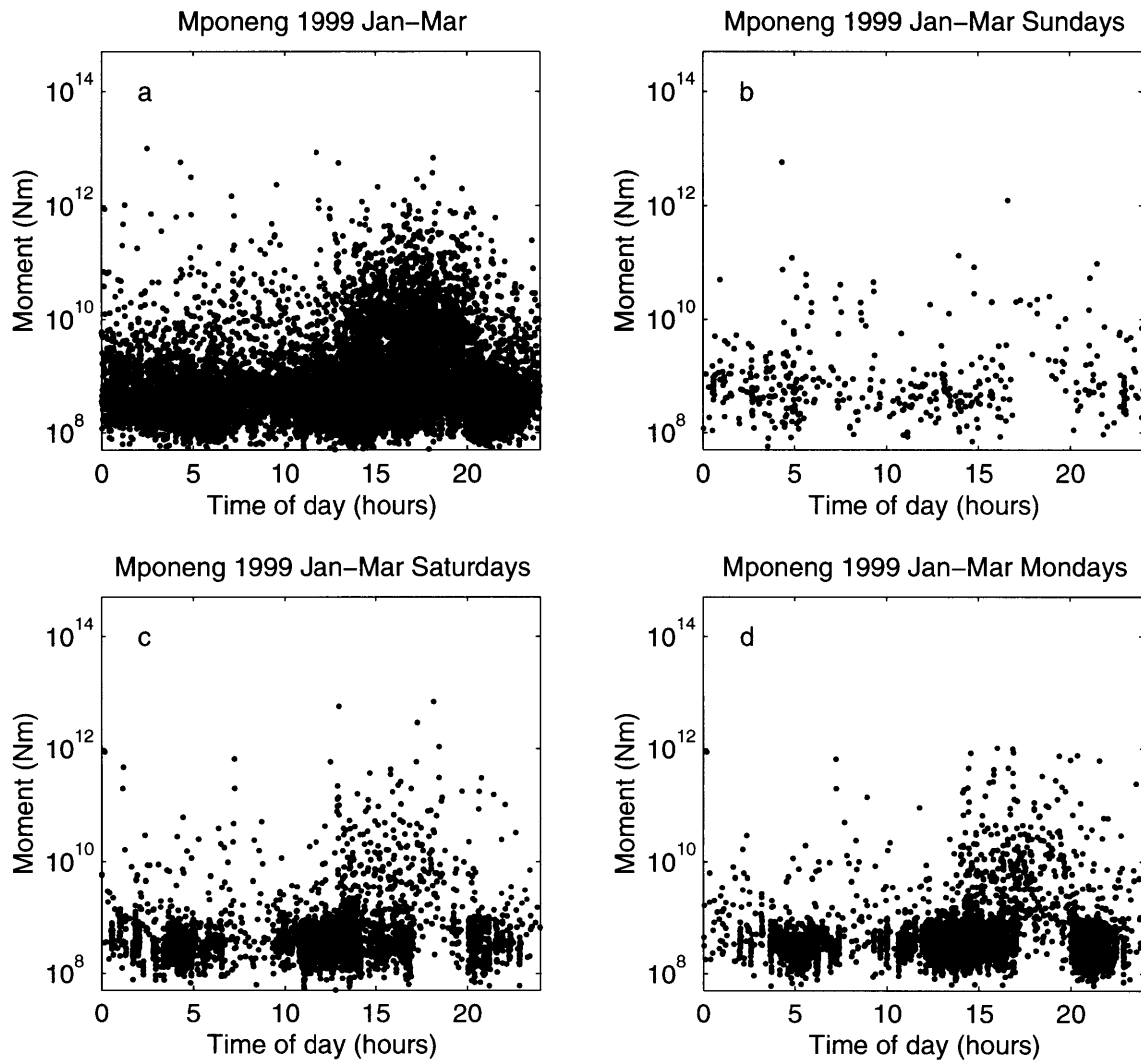 Mponeng 1999 Jan−Mar
a
10^14
10^12
10^10
10^8
Moment (Nm)
0 5 10 15 20
Time of day (hours)
Mponeng 1999 Jan−Mar Sundays
b
10^14
10^12
10^10
10^8
Moment (Nm)
0 5 10 15 20
Time of day (hours)
Mponeng 1999 Jan−Mar Saturdays
c
10^14
10^12
10^10
10^8
Moment (Nm)
0 5 10 15 20
Time of day (hours)
Mponeng 1999 Jan−Mar Mondays
d
10^14
10^12
10^10
10^8
Moment (Nm)
0 5 10 15 20
Time of day (hours)